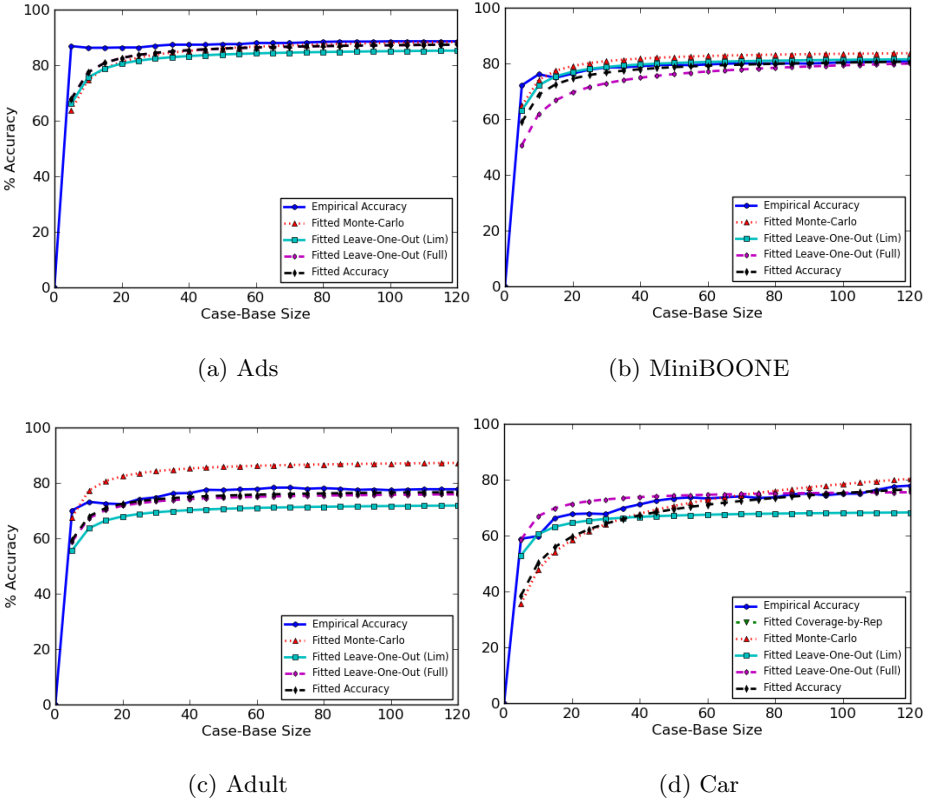 100
80
60
40
20
0
% Accuracy
Empirical Accuracy
Fitted Monte-Carlo
Fitted Leave-One-Out (Lim)
Fitted Leave-One-Out (Full)
Fitted Accuracy
0 20 40 60 80 100 120
Case-Base Size
(a) Ads
100
80
60
40
20
0
Empirical Accuracy
Fitted Monte-Carlo
Fitted Leave-One-Out (Lim)
Fitted Leave-One-Out (Full)
Fitted Accuracy
0 20 40 60 80 100 120
Case-Base Size
(b) MiniBOONE
100
80
60
40
20
0
% Accuracy
Empirical Accuracy
Fitted Monte-Carlo
Fitted Leave-One-Out (Lim)
Fitted Leave-One-Out (Full)
Fitted Accuracy
0 20 40 60 80 100 120
Case-Base Size
(c) Adult
100
80
60
40
20
0
Empirical Accuracy
Fitted Coverage-by-Rep
Fitted Monte-Carlo
Fitted Leave-One-Out (Lim)
Fitted Leave-One-Out (Full)
Fitted Accuracy
0 20 40 60 80 100 120
Case-Base Size
(d) Car